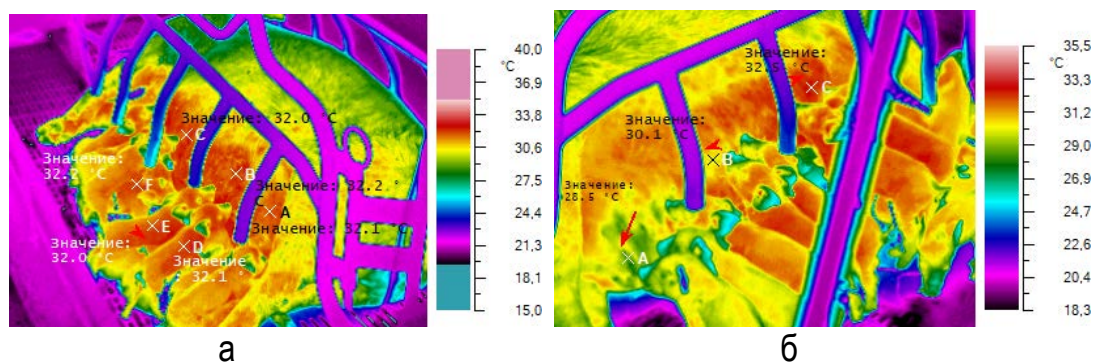 Значение: 32.0 °C
C
Значение:
32.2 °C
F
B
Значение: 32.2 °
C
A
Значение: 32.1 °C
E
Значение:
32.0 °C
D
Значение
32.1 °
40,0
°C
36,9
33,8
30,6
27,5
24,4
21,3
18,1
15,0
а
Значение:
32.5 °C
C
Значение:
30.1 °C
B
Значение:
28.5 °C
A
35,5
°C
33,3
31,2
29,0
26,9
24,7
22,6
20,4
18,3
б